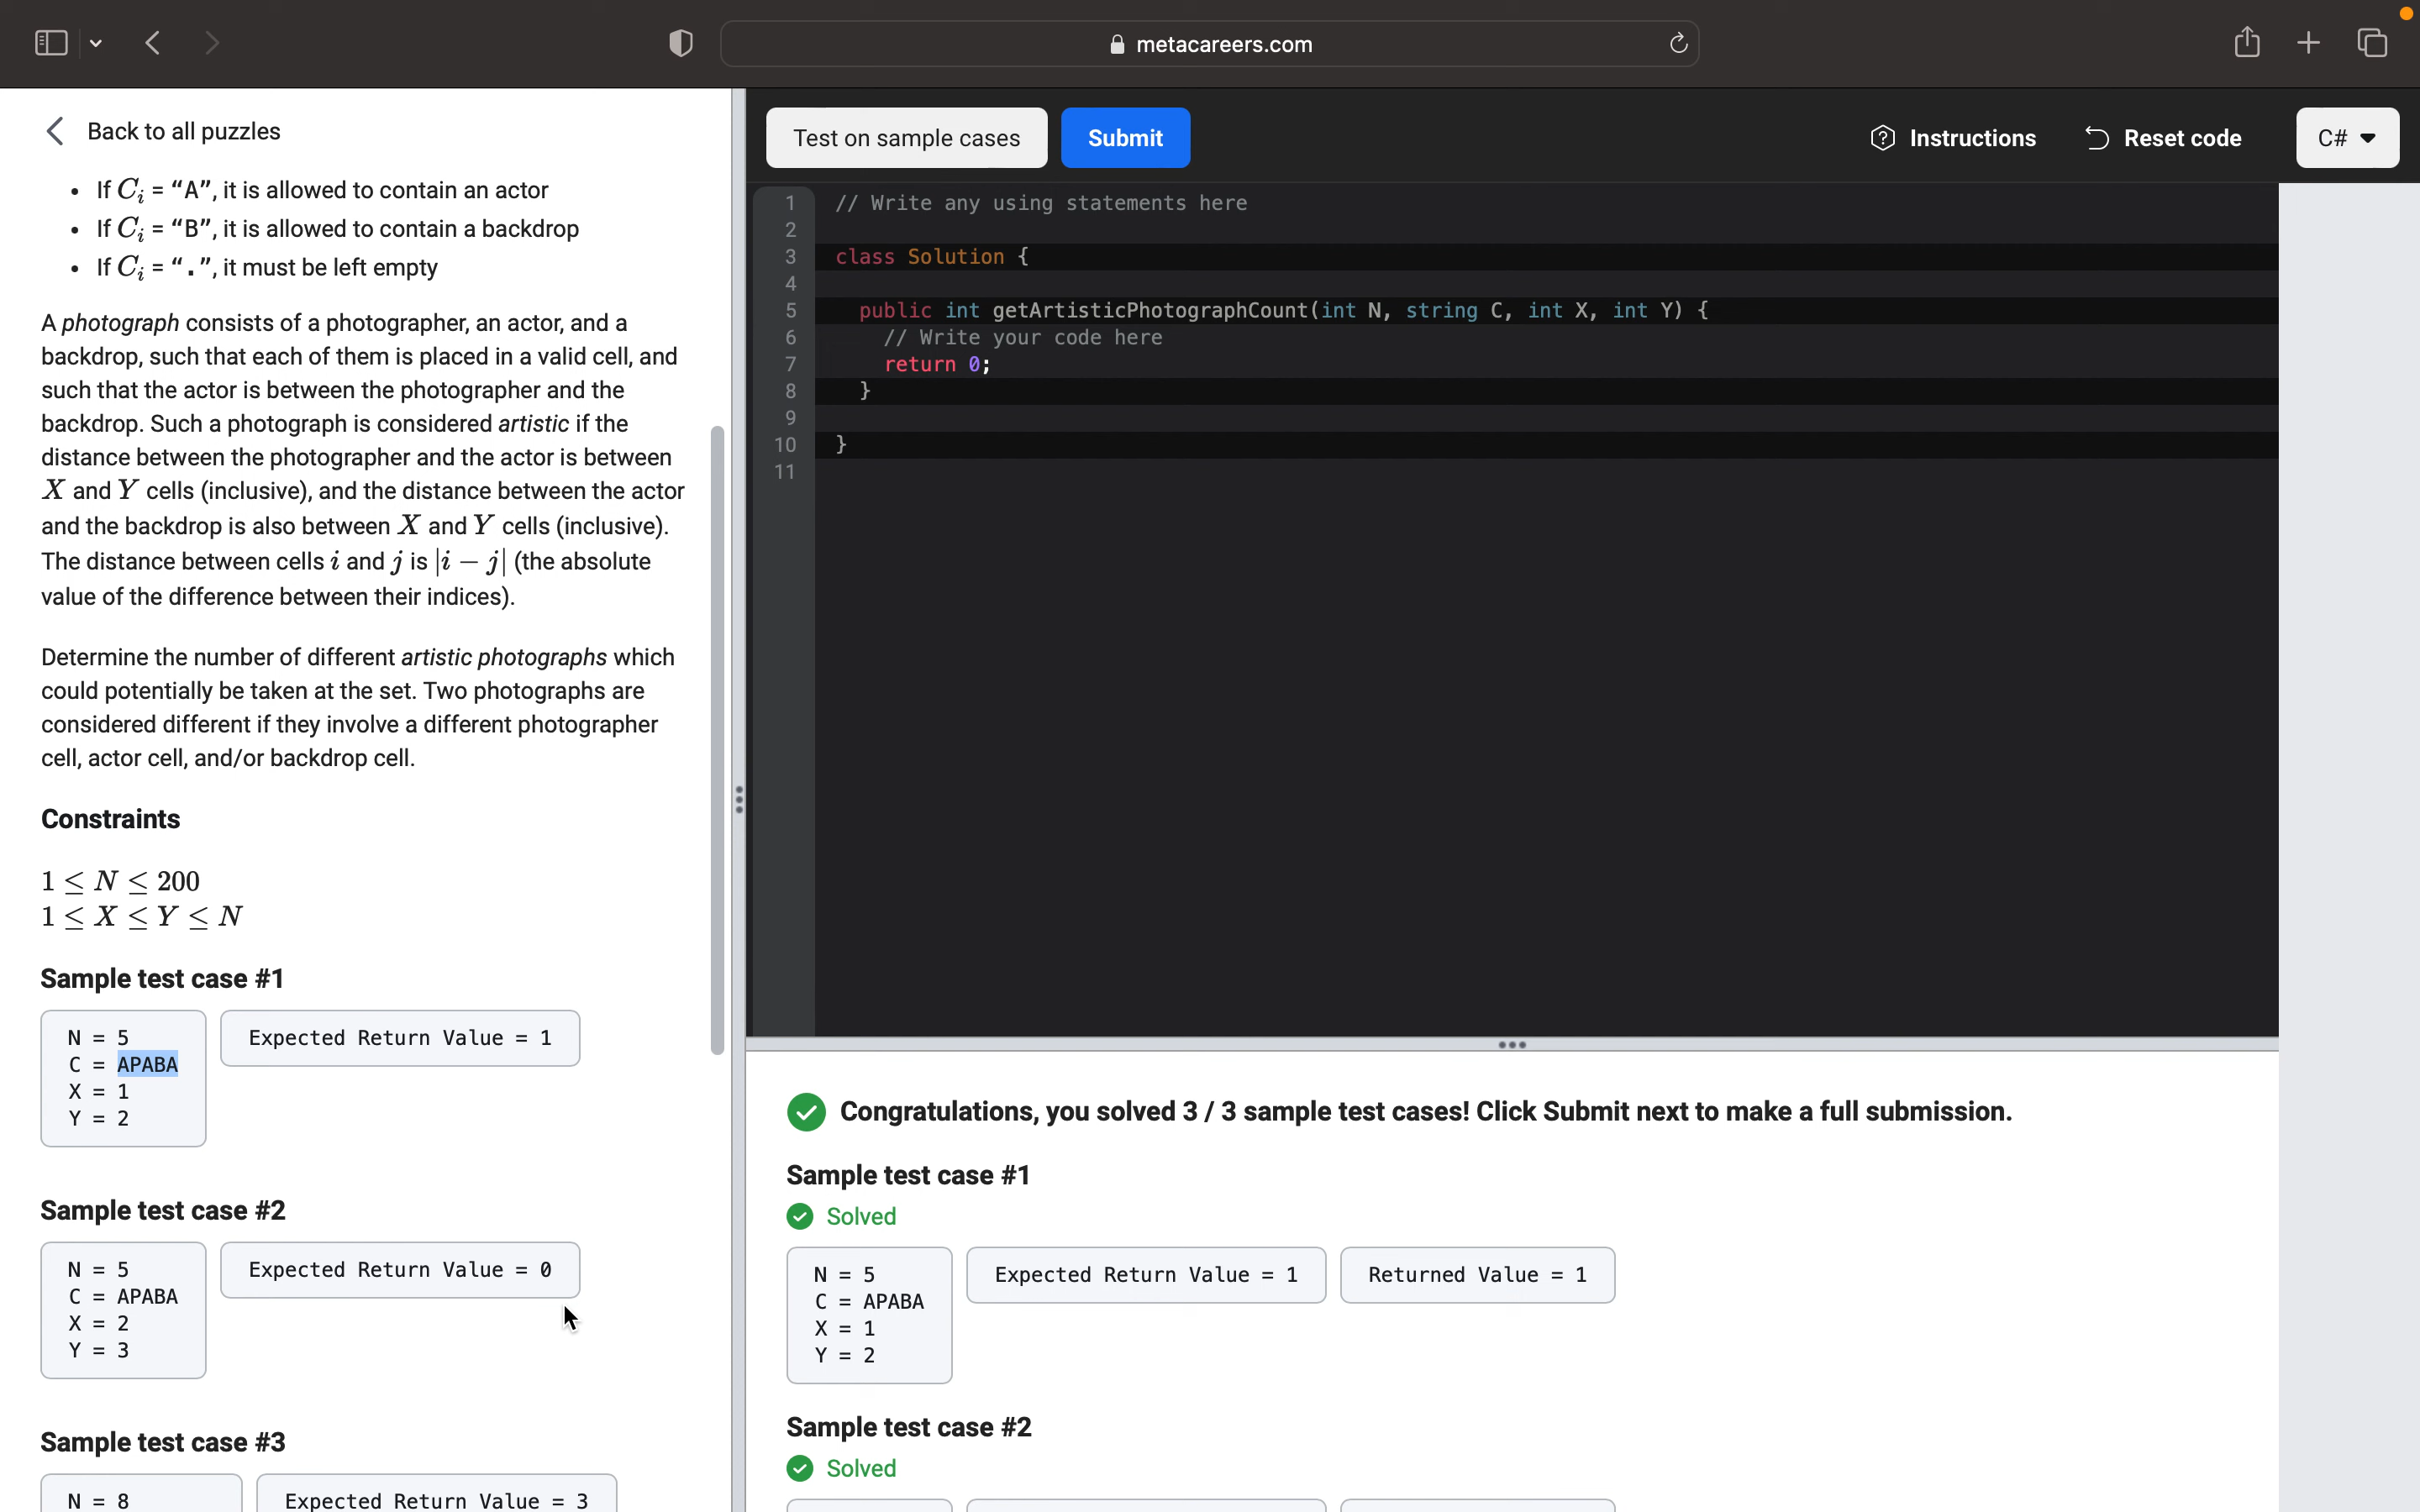 metacareers.com
Back to all puzzles
• If Cᵢ = “A”, it is allowed to contain an actor
• If Cᵢ = “B”, it is allowed to contain a backdrop
• If Cᵢ = “.”, it must be left empty
A photograph consists of a photographer, an actor, and a
backdrop, such that each of them is placed in a valid cell, and
such that the actor is between the photographer and the
backdrop. Such a photograph is considered artistic if the
distance between the photographer and the actor is between
X and Y cells (inclusive), and the distance between the actor
and the backdrop is also between X and Y cells (inclusive).
The distance between cells i and j is |i − j| (the absolute
value of the difference between their indices).
Determine the number of different artistic photographs which
could potentially be taken at the set. Two photographs are
considered different if they involve a different photographer
cell, actor cell, and/or backdrop cell.
Constraints
1 ≤ N ≤ 200
1 ≤ X ≤ Y ≤ N
Sample test case #1
N = 5
C = APABA
X = 1
Y = 2
Expected Return Value = 1
Sample test case #2
N = 5
C = APABA
X = 2
Y = 3
Expected Return Value = 0
Sample test case #3
N = 8
Expected Return Value = 3
Test on sample cases
Submit
Instructions
Reset code
C#
1 // Write any using statements here
2
3 class Solution {
4
5 public int getArtisticPhotographCount(int N, string C, int X, int Y) {
6 // Write your code here
7 return 0;
8 }
9
10 }
11
Congratulations, you solved 3 / 3 sample test cases! Click Submit next to make a full submission.
Sample test case #1
Solved
N = 5
C = APABA
X = 1
Y = 2
Expected Return Value = 1
Returned Value = 1
Sample test case #2
Solved